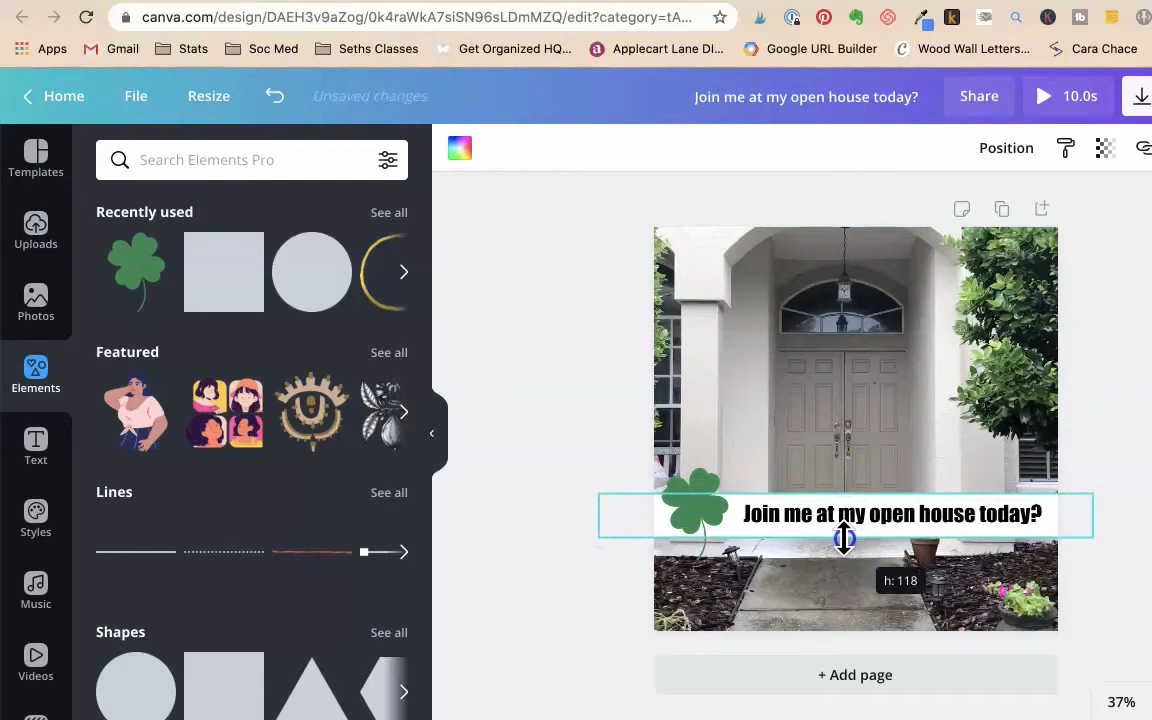 canva.com/design/DAEH3v9aZog/0k4raWkA7siSN96sLDmMZQ/edit?category=tA...
Apps Gmail Stats Soc Med Seths Classes Get Organized HQ... Applecart Lane DI... Google URL Builder Wood Wall Letters... Cara Chace
Home File Resize Unsaved changes Join me at my open house today? Share 10.0s
Templates
Uploads
Photos
Elements
Text
Styles
Music
Videos
Search Elements Pro
Recently used See all
Featured See all
Lines See all
Shapes See all
Position
Join me at my open house today?
h: 118
+ Add page
37%